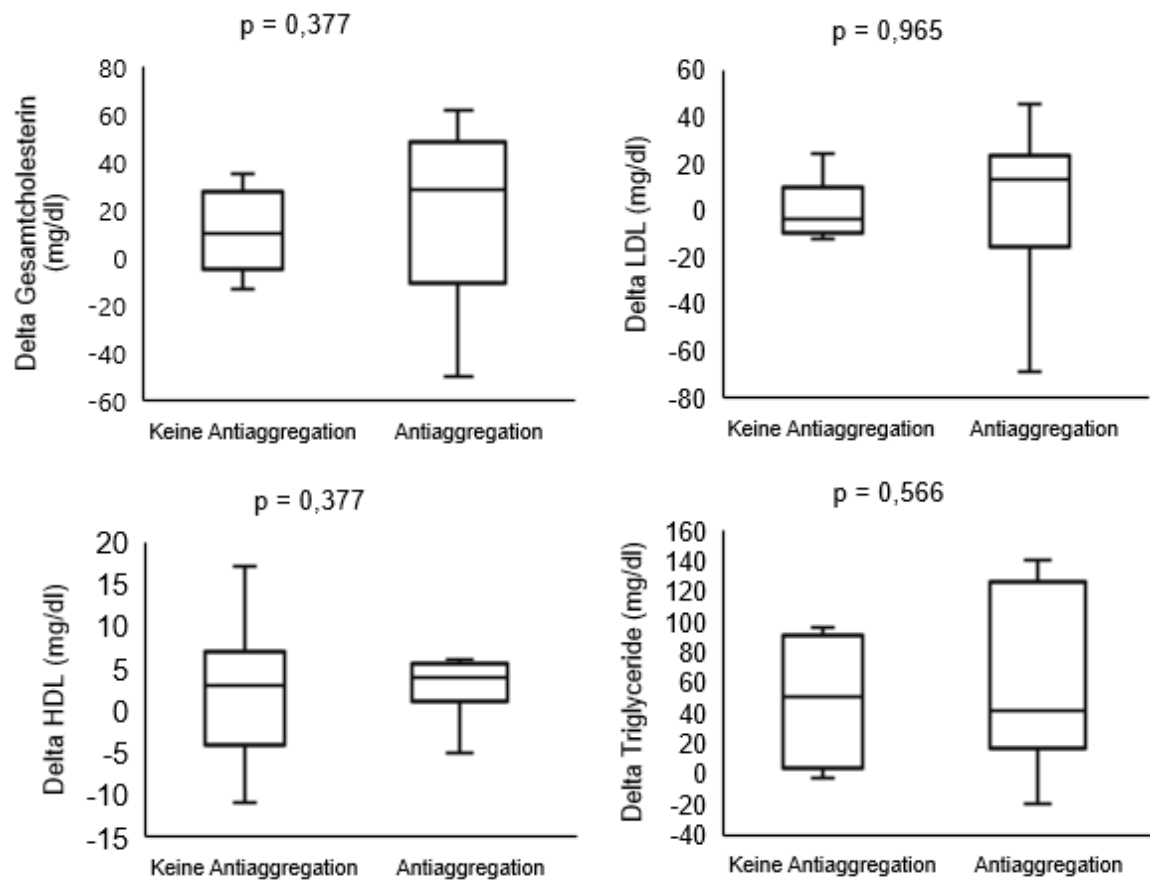 p = 0,377
Delta Gesamtcholesterin
(mg/dl)
80
60
40
20
0
-20
-40
-60
Keine Antiaggregation
Antiaggregation
p = 0,965
Delta LDL (mg/dl)
60
40
20
0
-20
-40
-60
-80
Keine Antiaggregation
Antiaggregation
p = 0,377
Delta HDL (mg/dl)
20
15
10
5
0
-5
-10
-15
Keine Antiaggregation
Antiaggregation
p = 0,566
Delta Triglyceride (mg/dl)
160
140
120
100
80
60
40
20
0
-20
-40
Keine Antiaggregation
Antiaggregation